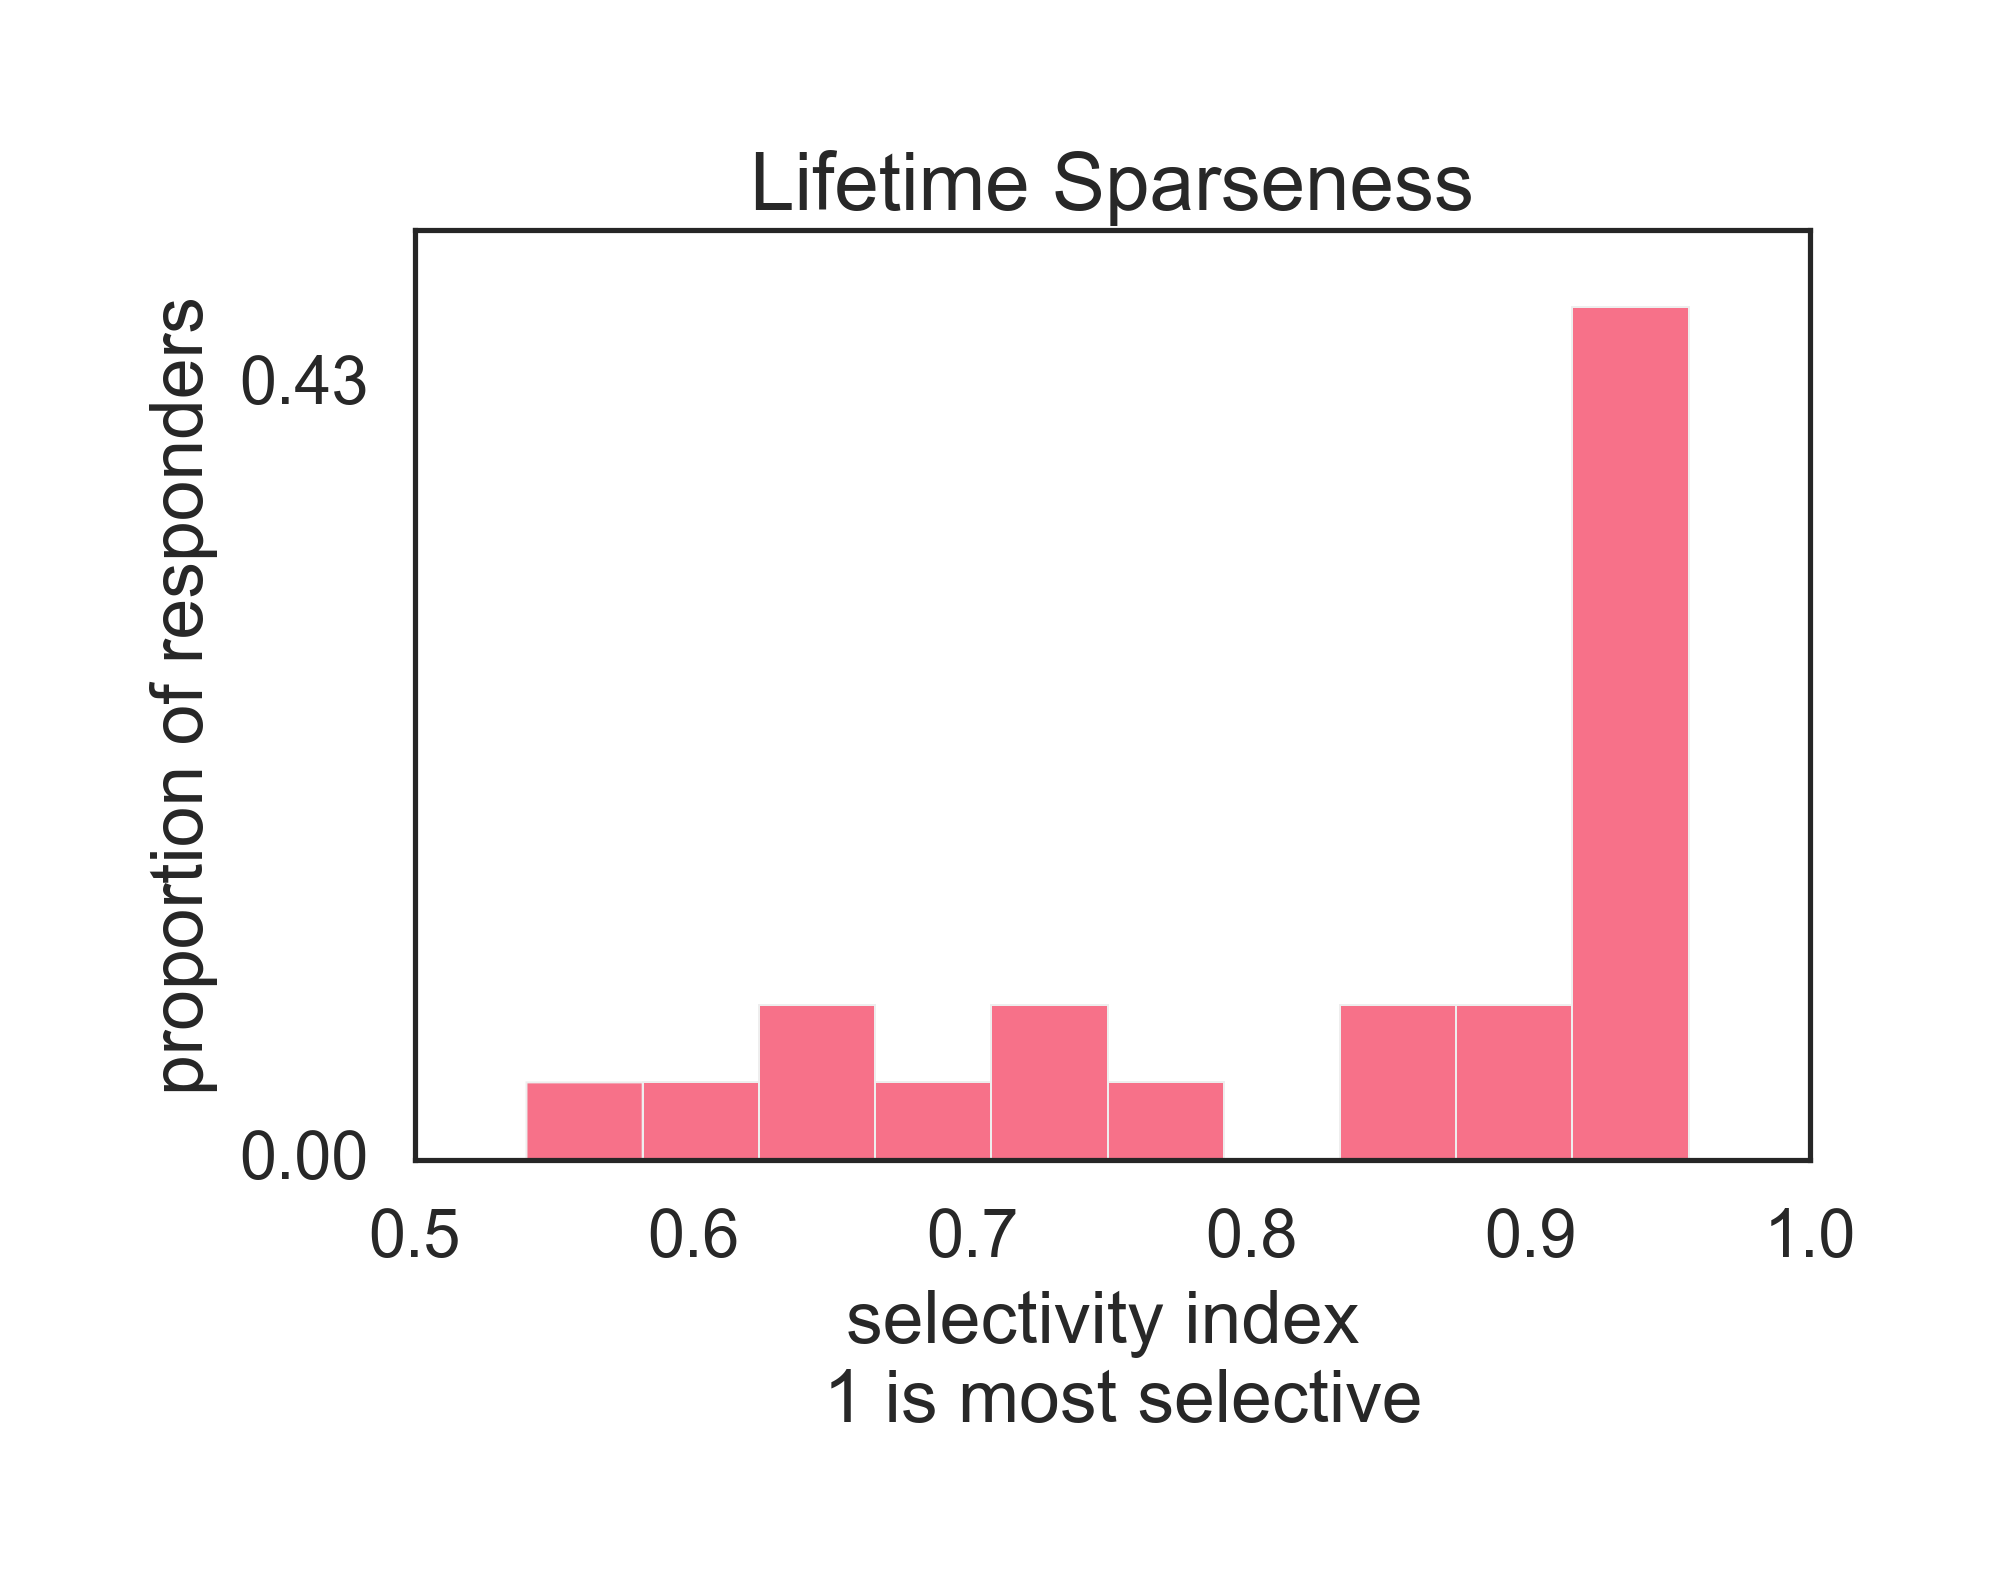 Lifetime Sparseness
proportion of responders
0.43
0.00
0.5 0.6 0.7 0.8 0.9 1.0
selectivity index
1 is most selective